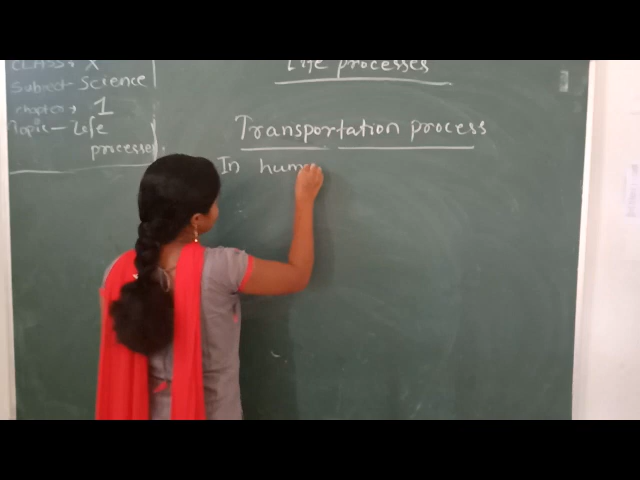 CLASS: X
Subject- Science
chapter, 1
Topic - Life
processes.
Life processes
Transportation process
In hum